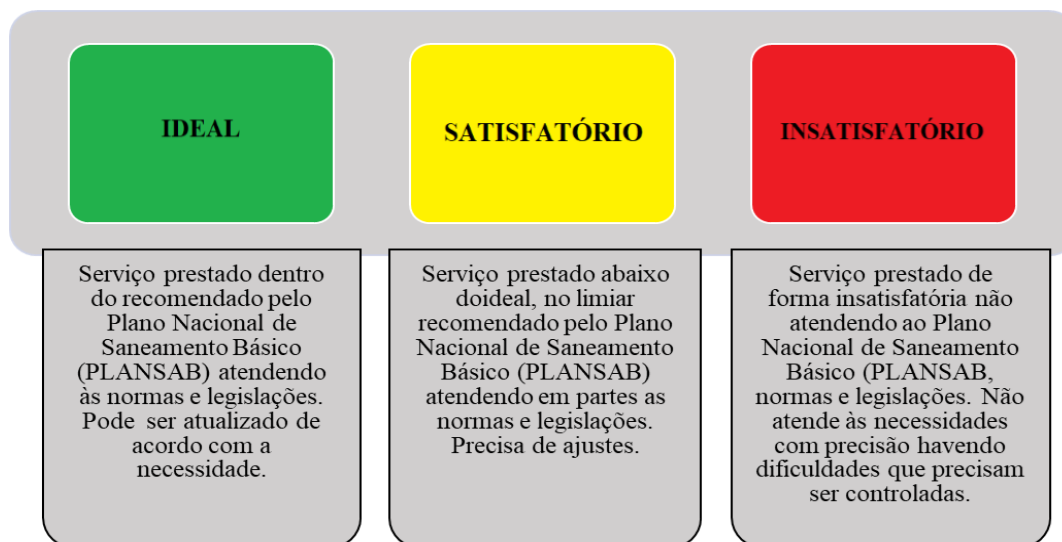 IDEAL
SATISFATÓRIO
INSATISFATÓRIO
Serviço prestado dentro
do recomendado pelo
Plano Nacional de
Saneamento Básico
(PLANSAB) atendendo
às normas e legislações.
Pode ser atualizado de
acordo com a
necessidade.
Serviço prestado abaixo
doideal, no limiar
recomendado pelo Plano
Nacional de Saneamento
Básico (PLANSAB)
atendendo em partes as
normas e legislações.
Precisa de ajustes.
Serviço prestado de
forma insatisfatória não
atendendo ao Plano
Nacional de Saneamento
Básico (PLANSAB,
normas e legislações. Não
atende às necessidades
com precisão havendo
dificuldades que precisam
ser controladas.